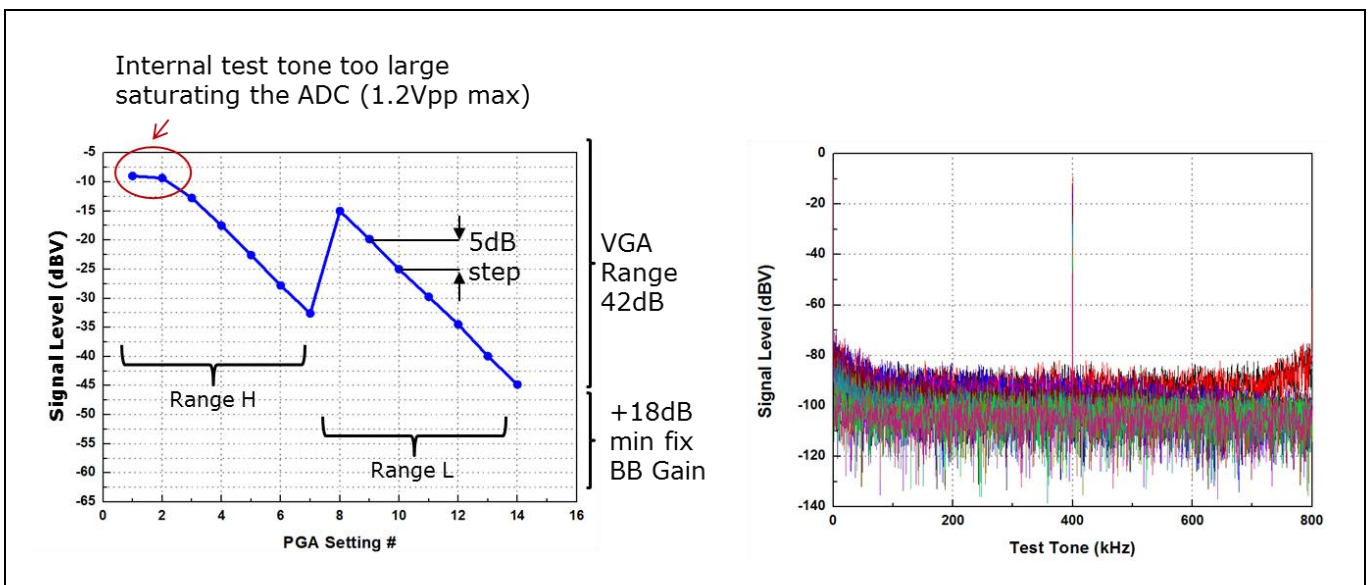 Internal test tone too large
saturating the ADC (1.2Vpp max)
Signal Level (dBV)
-5
-10
-15
-20
-25
-30
-35
-40
-45
-50
-55
-60
-65
0 2 4 6 8 10 12 14 16
PGA Setting #
Range H
Range L
5dB
step
VGA
Range
42dB
+18dB
min fix
BB Gain
Signal Level (dBV)
0
-20
-40
-60
-80
-100
-120
-140
0 200 400 600 800
Test Tone (kHz)